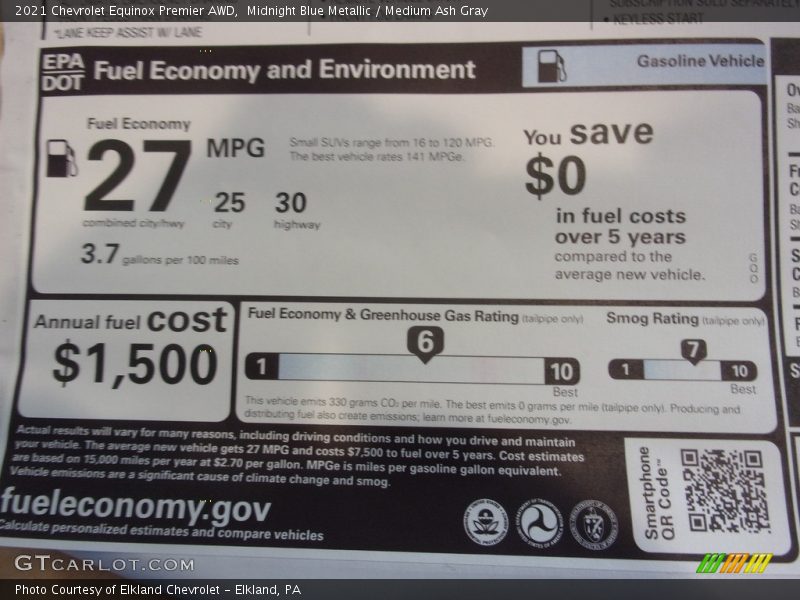 2021 Chevrolet Equinox Premier AWD, Midnight Blue Metallic / Medium Ash Gray
SUBSCRIPTION SOLD SEPARATELY
*LANE KEEP ASSIST W/ LANE
• KEYLESS START
EPA
DOT
Fuel Economy and Environment
Gasoline Vehicle
Fuel Economy
27 MPG
combined city/hwy
25
city
30
highway
3.7 gallons per 100 miles
Small SUVs range from 16 to 120 MPG.
The best vehicle rates 141 MPGe.
You save
$0
in fuel costs
over 5 years
compared to the
average new vehicle.
Annual fuel cost
$1,500
Fuel Economy & Greenhouse Gas Rating (tailpipe only)
1
6
10
Best
Smog Rating (tailpipe only)
1
7
10
Best
This vehicle emits 330 grams CO₂ per mile. The best emits 0 grams per mile (tailpipe only). Producing and
distributing fuel also create emissions; learn more at fueleconomy.gov.
Actual results will vary for many reasons, including driving conditions and how you drive and maintain
your vehicle. The average new vehicle gets 27 MPG and costs $7,500 to fuel over 5 years. Cost estimates
are based on 15,000 miles per year at $2.70 per gallon. MPGe is miles per gasoline gallon equivalent.
Vehicle emissions are a significant cause of climate change and smog.
fueleconomy.gov
Calculate personalized estimates and compare vehicles
Smartphone
QR Code™
GTCARLOT.COM
Photo Courtesy of Elkland Chevrolet - Elkland, PA